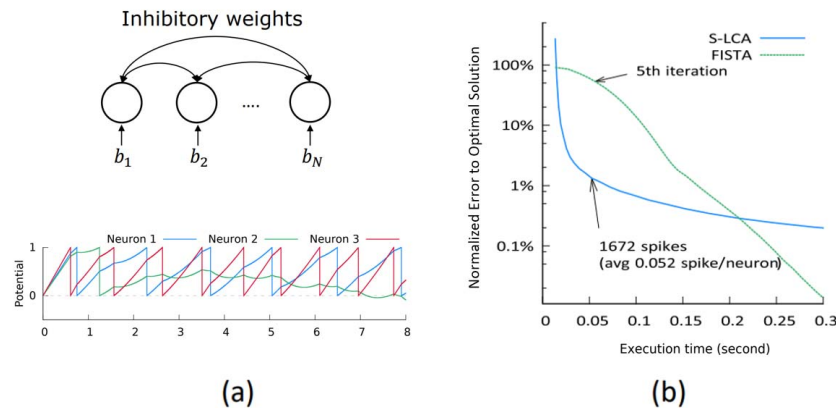 Inhibitory weights
....
b₁ b₂ b_N
Neuron 1 Neuron 2 Neuron 3
Potential
1
0
0 1 2 3 4 5 6 7 8
(a)
S-LCA
FISTA
Normalized Error to Optimal Solution
100%
10%
1%
0.1%
5th iteration
1672 spikes
(avg 0.052 spike/neuron)
0 0.05 0.1 0.15 0.2 0.25 0.3
Execution time (second)
(b)